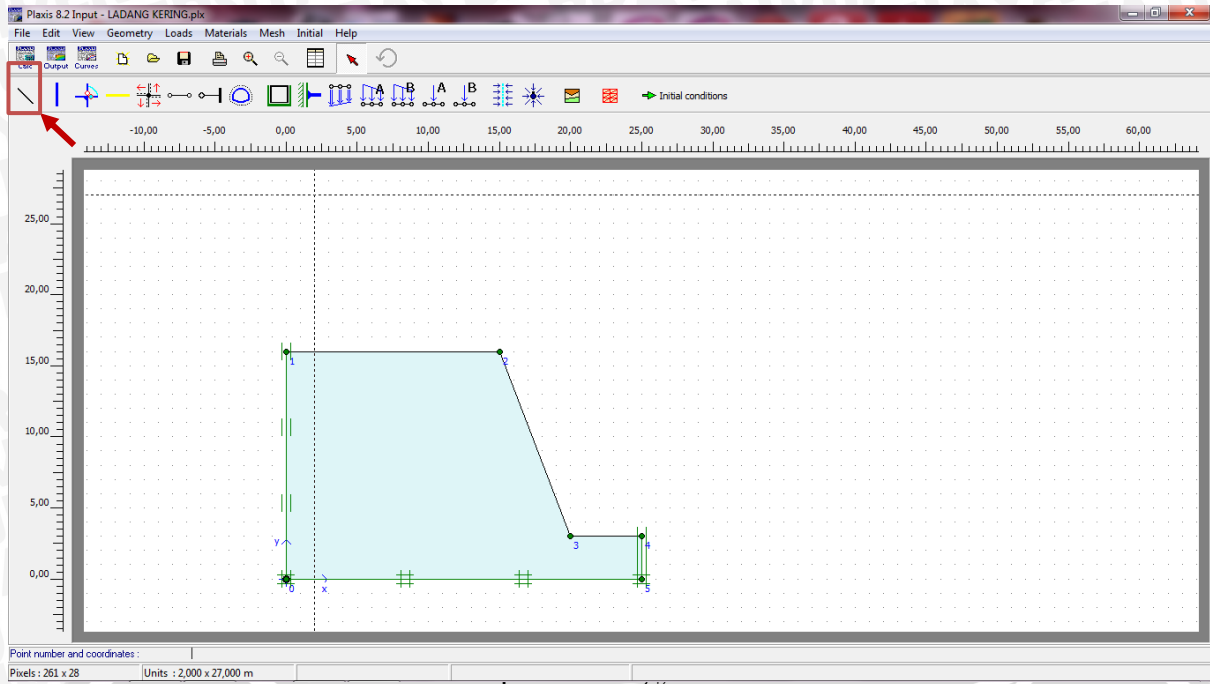 Plaxis 8.2 Input - LADANG KERING.plx
File Edit View Geometry Loads Materials Mesh Initial Help
Calc Output Curves
A B A B Initial conditions
-10,00 -5,00 0,00 5,00 10,00 15,00 20,00 25,00 30,00 35,00 40,00 45,00 50,00 55,00 60,00
25,00
20,00
15,00
10,00
5,00
0,00
1 2
y
3 4
0 x 5
Point number and coordinates :
Pixels : 261 x 28 Units : 2,000 x 27,000 m